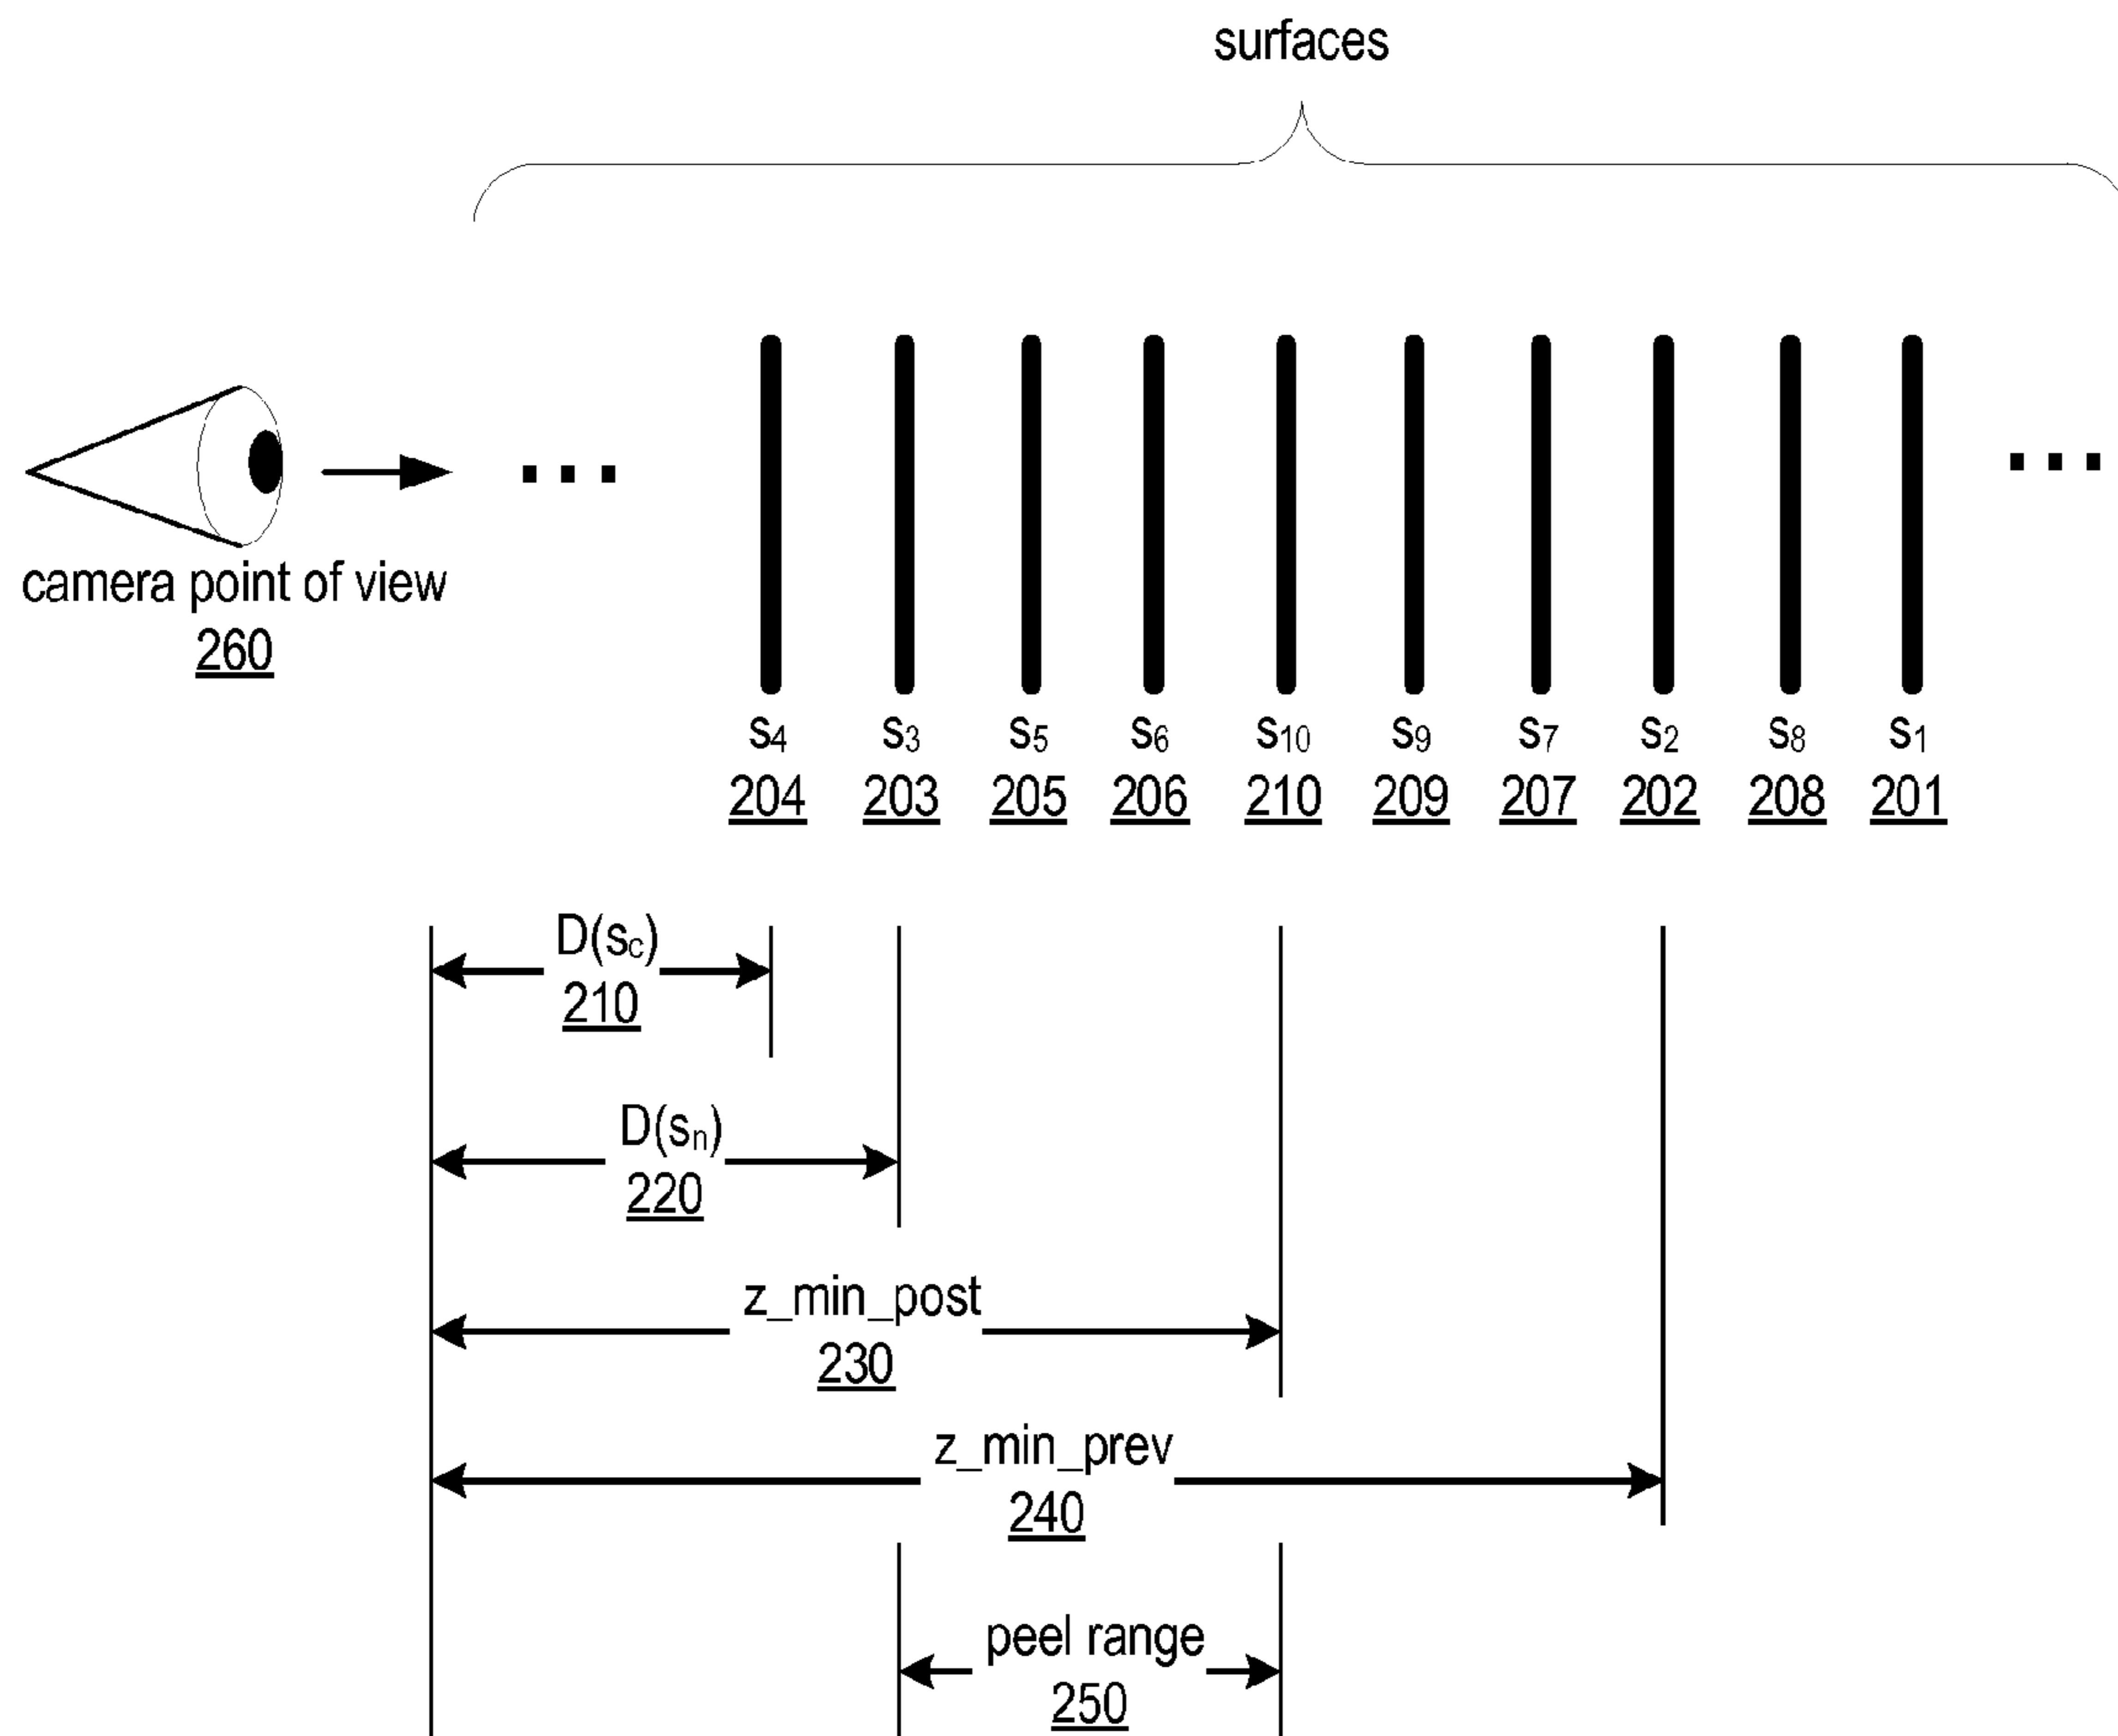 surfaces
camera point of view
260
s4 s3 s5 s6 s10 s9 s7 s2 s8 s1
204 203 205 206 210 209 207 202 208 201
D(sc)
210
D(sn)
220
z_min_post
230
z_min_prev
240
peel range
250